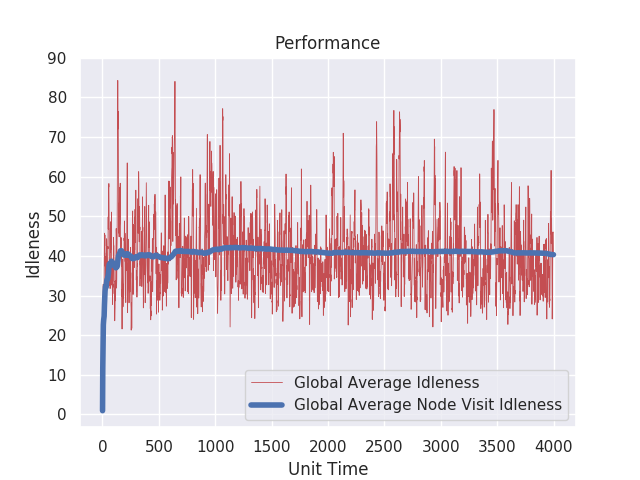 Performance
90
80
70
60
50
40
30
20
10
0
Idleness
Global Average Idleness
Global Average Node Visit Idleness
0 500 1000 1500 2000 2500 3000 3500 4000
Unit Time